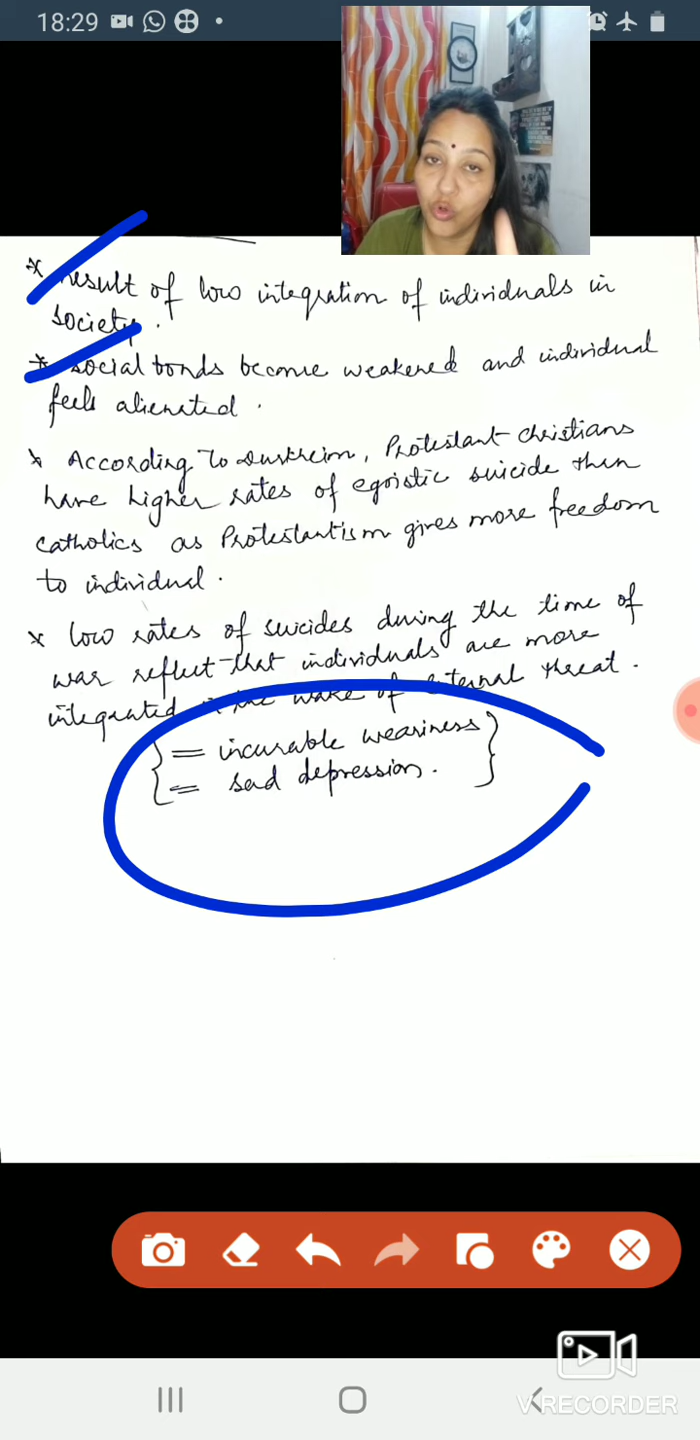 18:29
* result of low integration of individuals in
society.
* social bonds become weakened and individual
feels alienated.
* According to Durkheim, Protestant christians
have higher rates of egoistic suicide then
catholics as Protestantism gives more freedom
to individual.
* low rates of suicides during the time of
war reflect that individuals are more
integrated in the wake of external threat.
{ = incurable weariness }
= sad depression.
V RECORDER